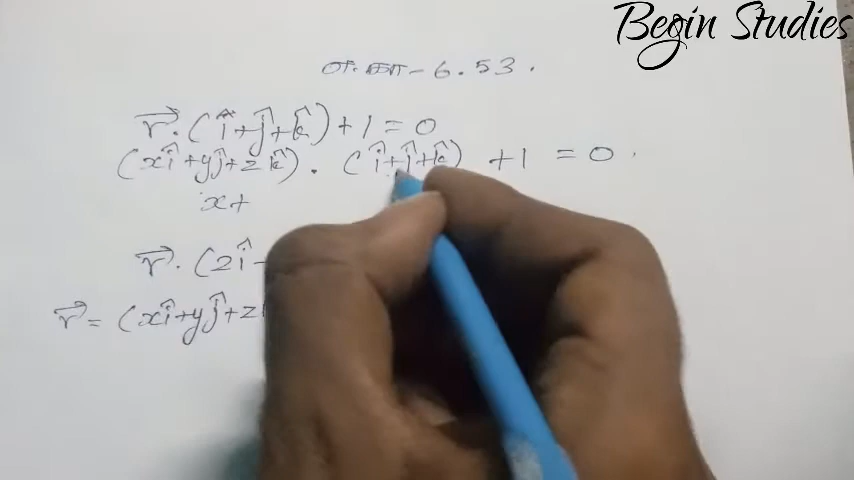 Begin Studies
எ.கா - 6.53.
r⃗.(î+ĵ+k̂)+1=0
(xî+yĵ+zk̂).(î+ĵ+k̂)+1=0.
x+
r⃗.(2î-
r⃗=(xî+yĵ+z